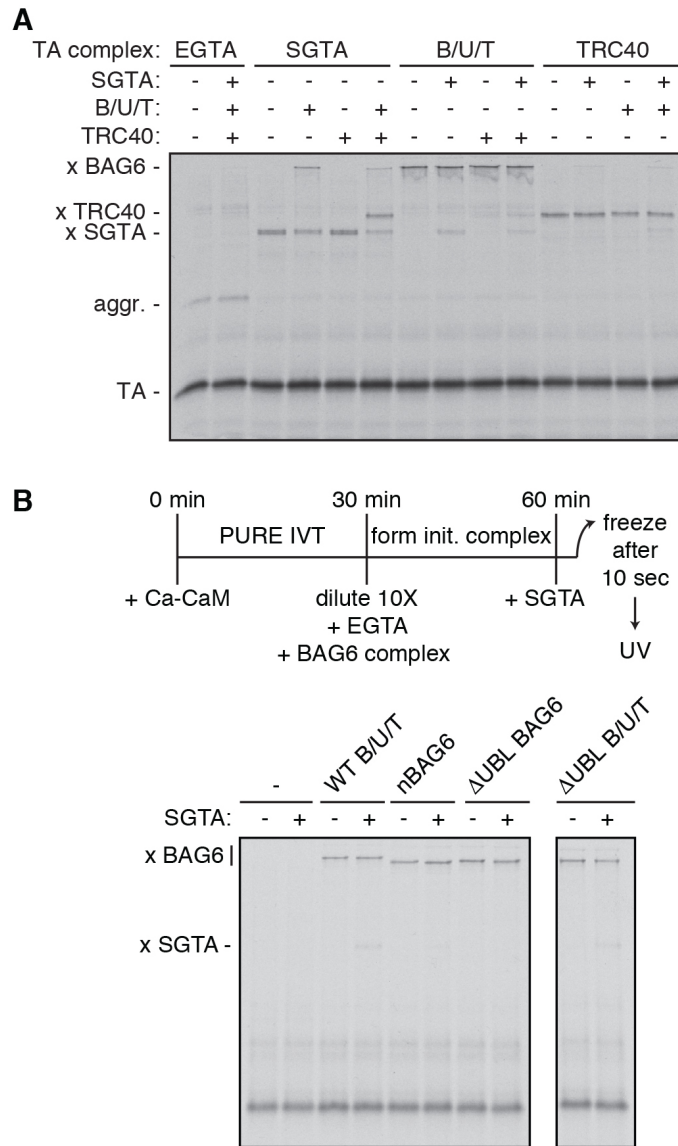 A
TA complex: EGTA SGTA B/U/T TRC40
SGTA: - + - - - + - + - + - + - +
B/U/T: - + - + - + - - - - - - + +
TRC40: - + - - + + - - + + - - - -
x BAG6 -
x TRC40 -
x SGTA -
aggr. -
TA -
B
0 min 30 min 60 min
PURE IVT form init. complex
freeze
after
10 sec
+ Ca-CaM dilute 10X + SGTA
+ EGTA
+ BAG6 complex
UV
- WT B/U/T nBAG6 ΔUBL BAG6 ΔUBL B/U/T
SGTA: - + - + - + - + - +
x BAG6
x SGTA -